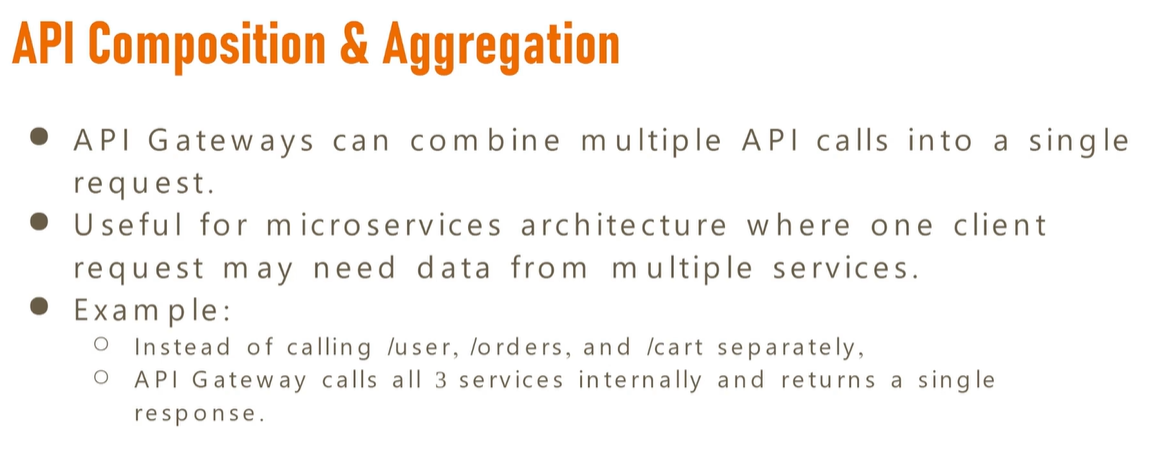 API Composition & Aggregation
● API Gateways can combine multiple API calls into a single
request.
● Useful for microservices architecture where one client
request may need data from multiple services.
● Example:
○ Instead of calling /user, /orders, and /cart separately,
○ API Gateway calls all 3 services internally and returns a single
response.